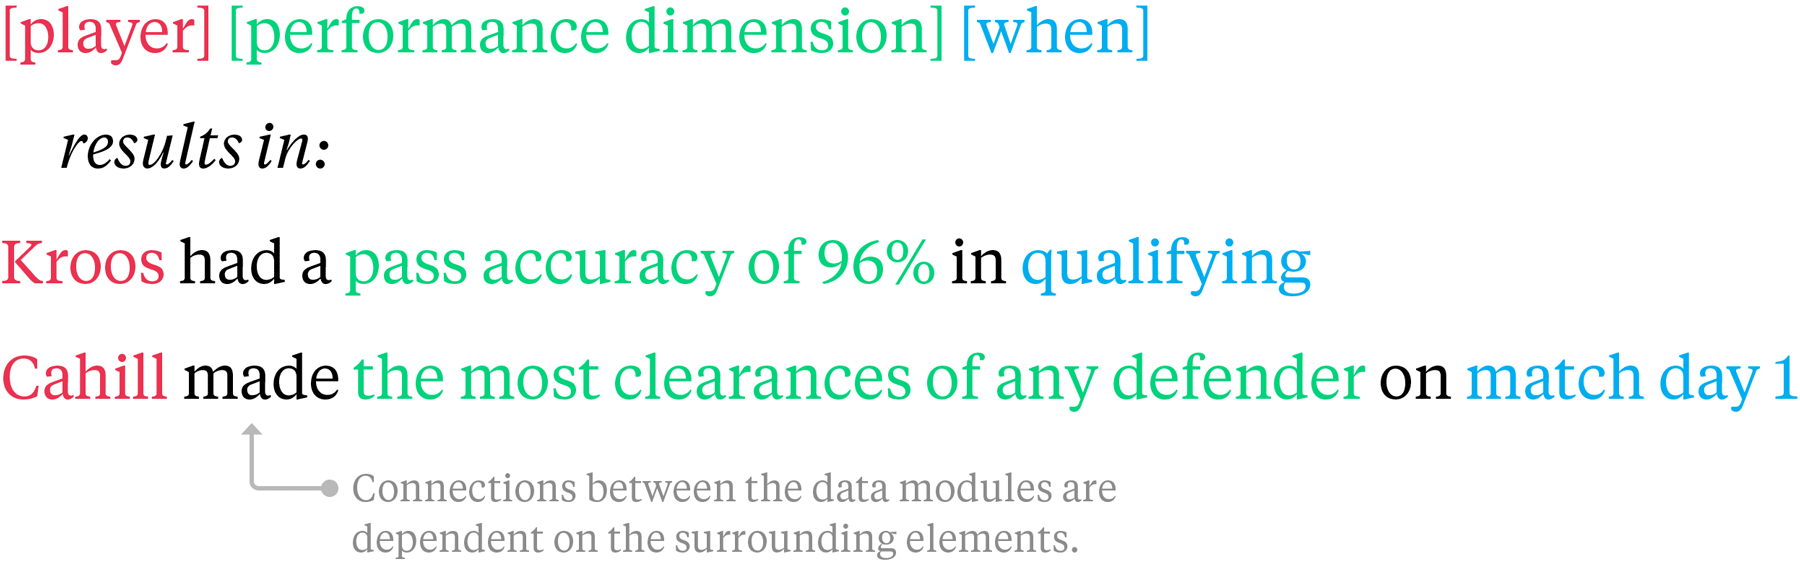 [player] [performance dimension] [when]
results in:
Kroos had a pass accuracy of 96% in qualifying
Cahill made the most clearances of any defender on match day 1
Connections between the data modules are
dependent on the surrounding elements.